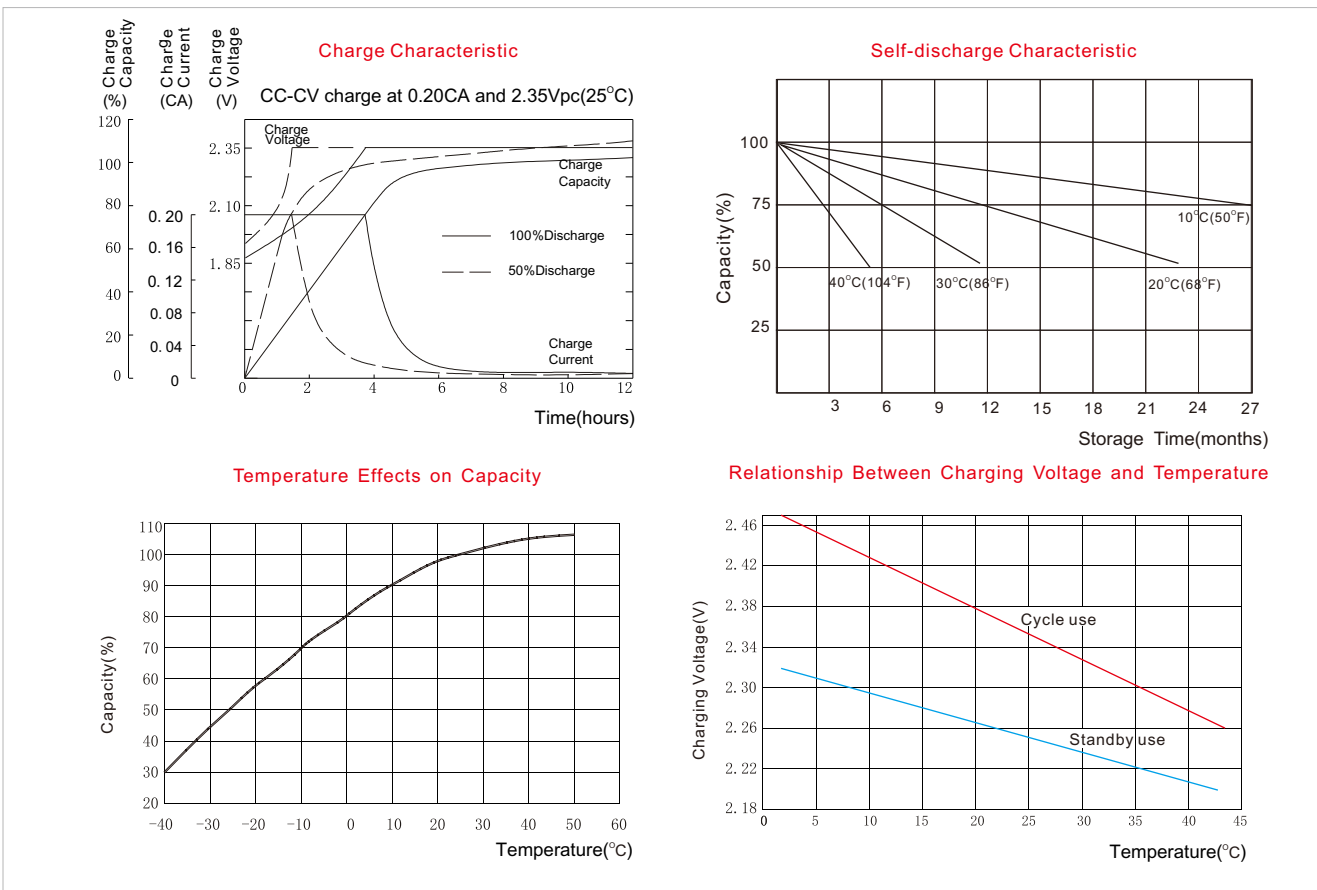 Charge Characteristic
Charge
Capacity
(%)
Charge
Current
(CA)
Charge
Voltage
(V)
CC-CV charge at 0.20CA and 2.35Vpc(25°C)
120
100
80
60
40
20
0
0.20
0.16
0.12
0.08
0.04
0
2.35
2.10
1.85
Charge
Voltage
Charge
Capacity
100%Discharge
50%Discharge
Charge
Current
0 2 4 6 8 10 12
Time(hours)
Self-discharge Characteristic
Capacity(%)
100
75
50
25
10°C(50°F)
40°C(104°F) 30°C(86°F) 20°C(68°F)
3 6 9 12 15 18 21 24 27
Storage Time(months)
Temperature Effects on Capacity
Capacity(%)
110
100
90
80
70
60
50
40
30
20
-40 -30 -20 -10 0 10 20 30 40 50 60
Temperature(°C)
Relationship Between Charging Voltage and Temperature
Charging Voltage(V)
2.46
2.42
2.38
2.34
2.30
2.26
2.22
2.18
Cycle use
Standby use
0 5 10 15 20 25 30 35 40 45
Temperature(°C)